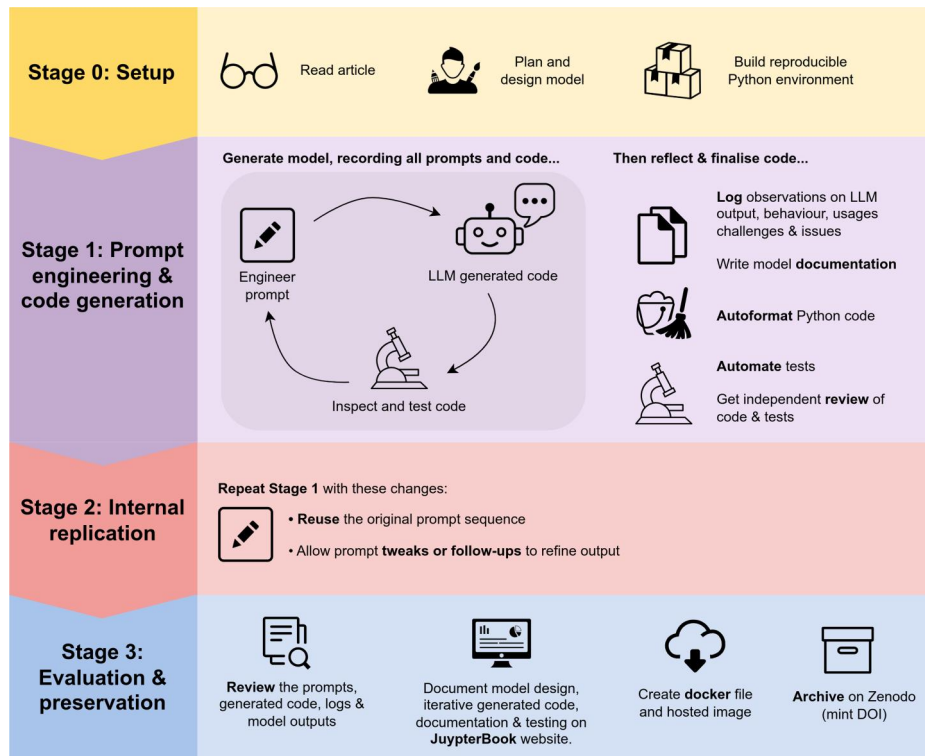 Stage 0: Setup
Read article
Plan and
design model
Build reproducible
Python environment
Stage 1: Prompt
engineering &
code generation
Generate model, recording all prompts and code...
Engineer
prompt
LLM generated code
Inspect and test code
Then reflect & finalise code...
Log observations on LLM
output, behaviour, usages
challenges & issues
Write model documentation
Autoformat Python code
Automate tests
Get independent review of
code & tests
Stage 2: Internal
replication
Repeat Stage 1 with these changes:
• Reuse the original prompt sequence
• Allow prompt tweaks or follow-ups to refine output
Stage 3:
Evaluation &
preservation
Review the prompts,
generated code, logs &
model outputs
Document model design,
iterative generated code,
documentation & testing on
JuypterBook website.
Create docker file
and hosted image
Archive on Zenodo
(mint DOI)